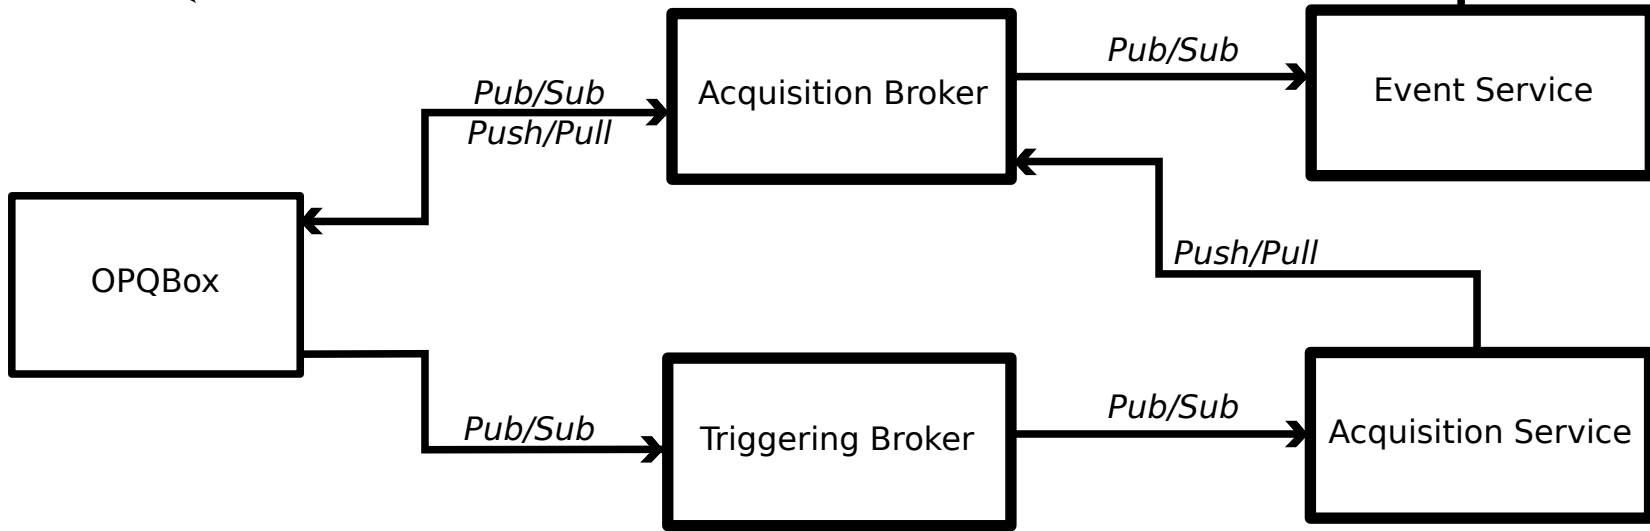 Pub/Sub
Pub/Sub
Push/Pull
Acquisition Broker
Event Service
Push/Pull
OPQBox
Pub/Sub
Pub/Sub
Triggering Broker
Acquisition Service